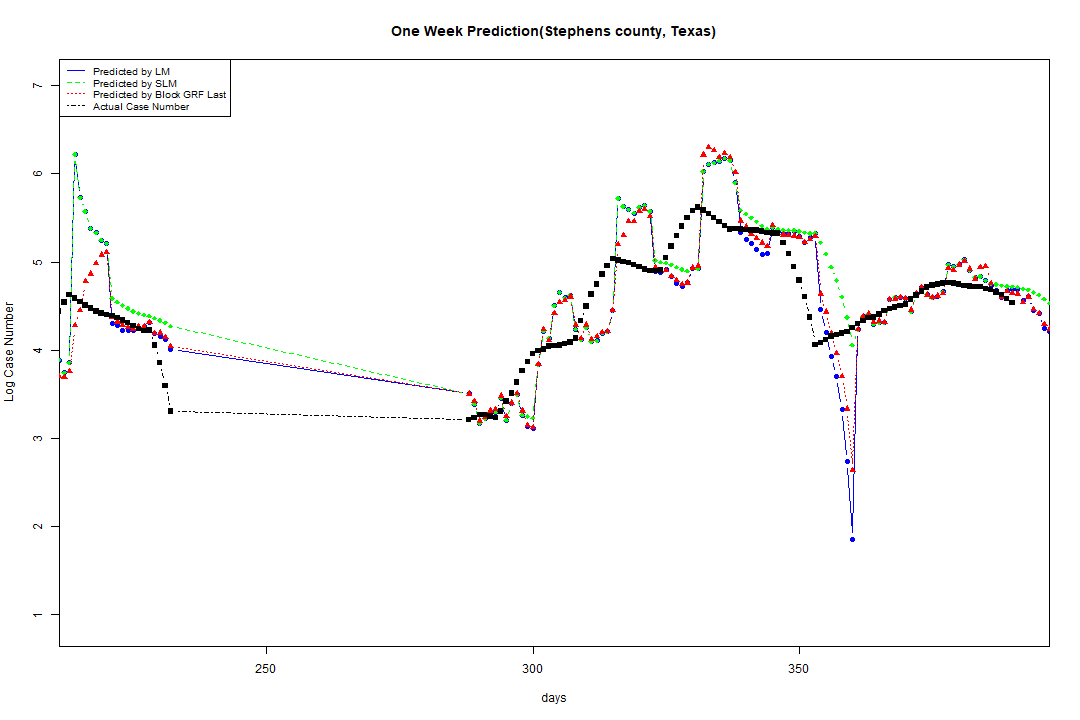 One Week Prediction(Stephens county, Texas)
Predicted by LM
Predicted by SLM
Predicted by Block GRF Last
Actual Case Number
Log Case Number
7
6
5
4
3
2
1
250
300
350
days